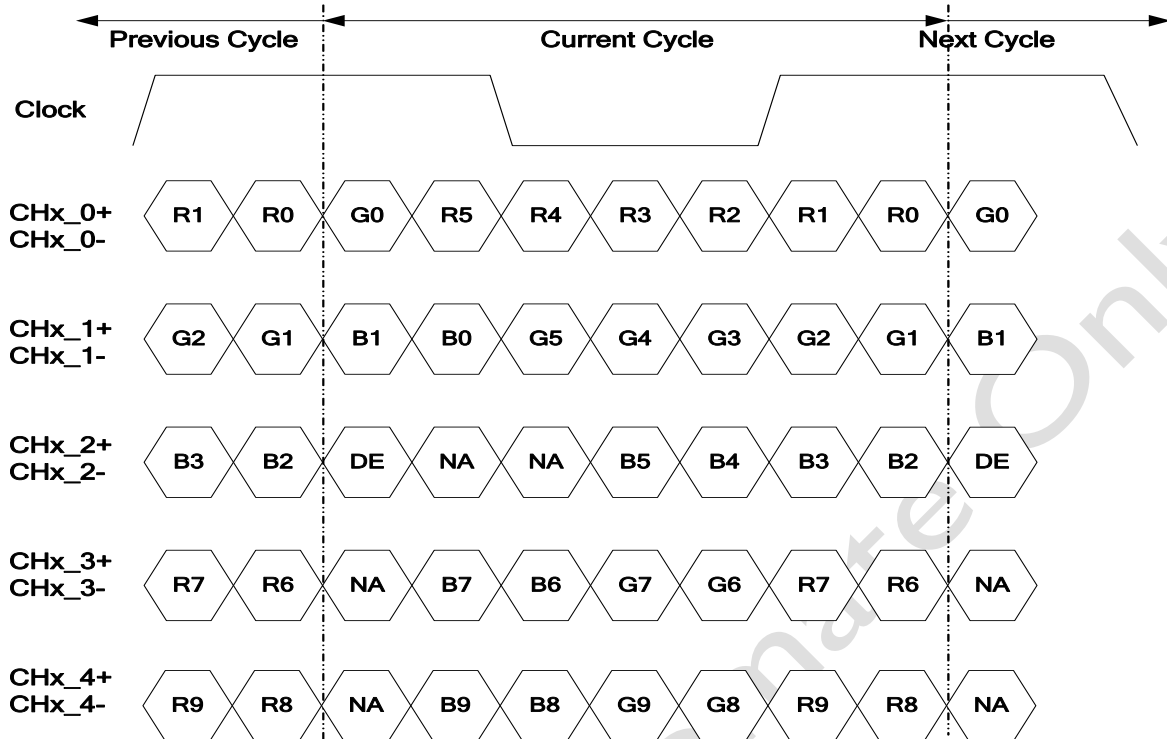 Previous Cycle Current Cycle Next Cycle
Clock
CHx_0+
CHx_0-
R1 R0 G0 R5 R4 R3 R2 R1 R0 G0
CHx_1+
CHx_1-
G2 G1 B1 B0 G5 G4 G3 G2 G1 B1
CHx_2+
CHx_2-
B3 B2 DE NA NA B5 B4 B3 B2 DE
CHx_3+
CHx_3-
R7 R6 NA B7 B6 G7 G6 R7 R6 NA
CHx_4+
CHx_4-
R9 R8 NA B9 B8 G9 G8 R9 R8 NA